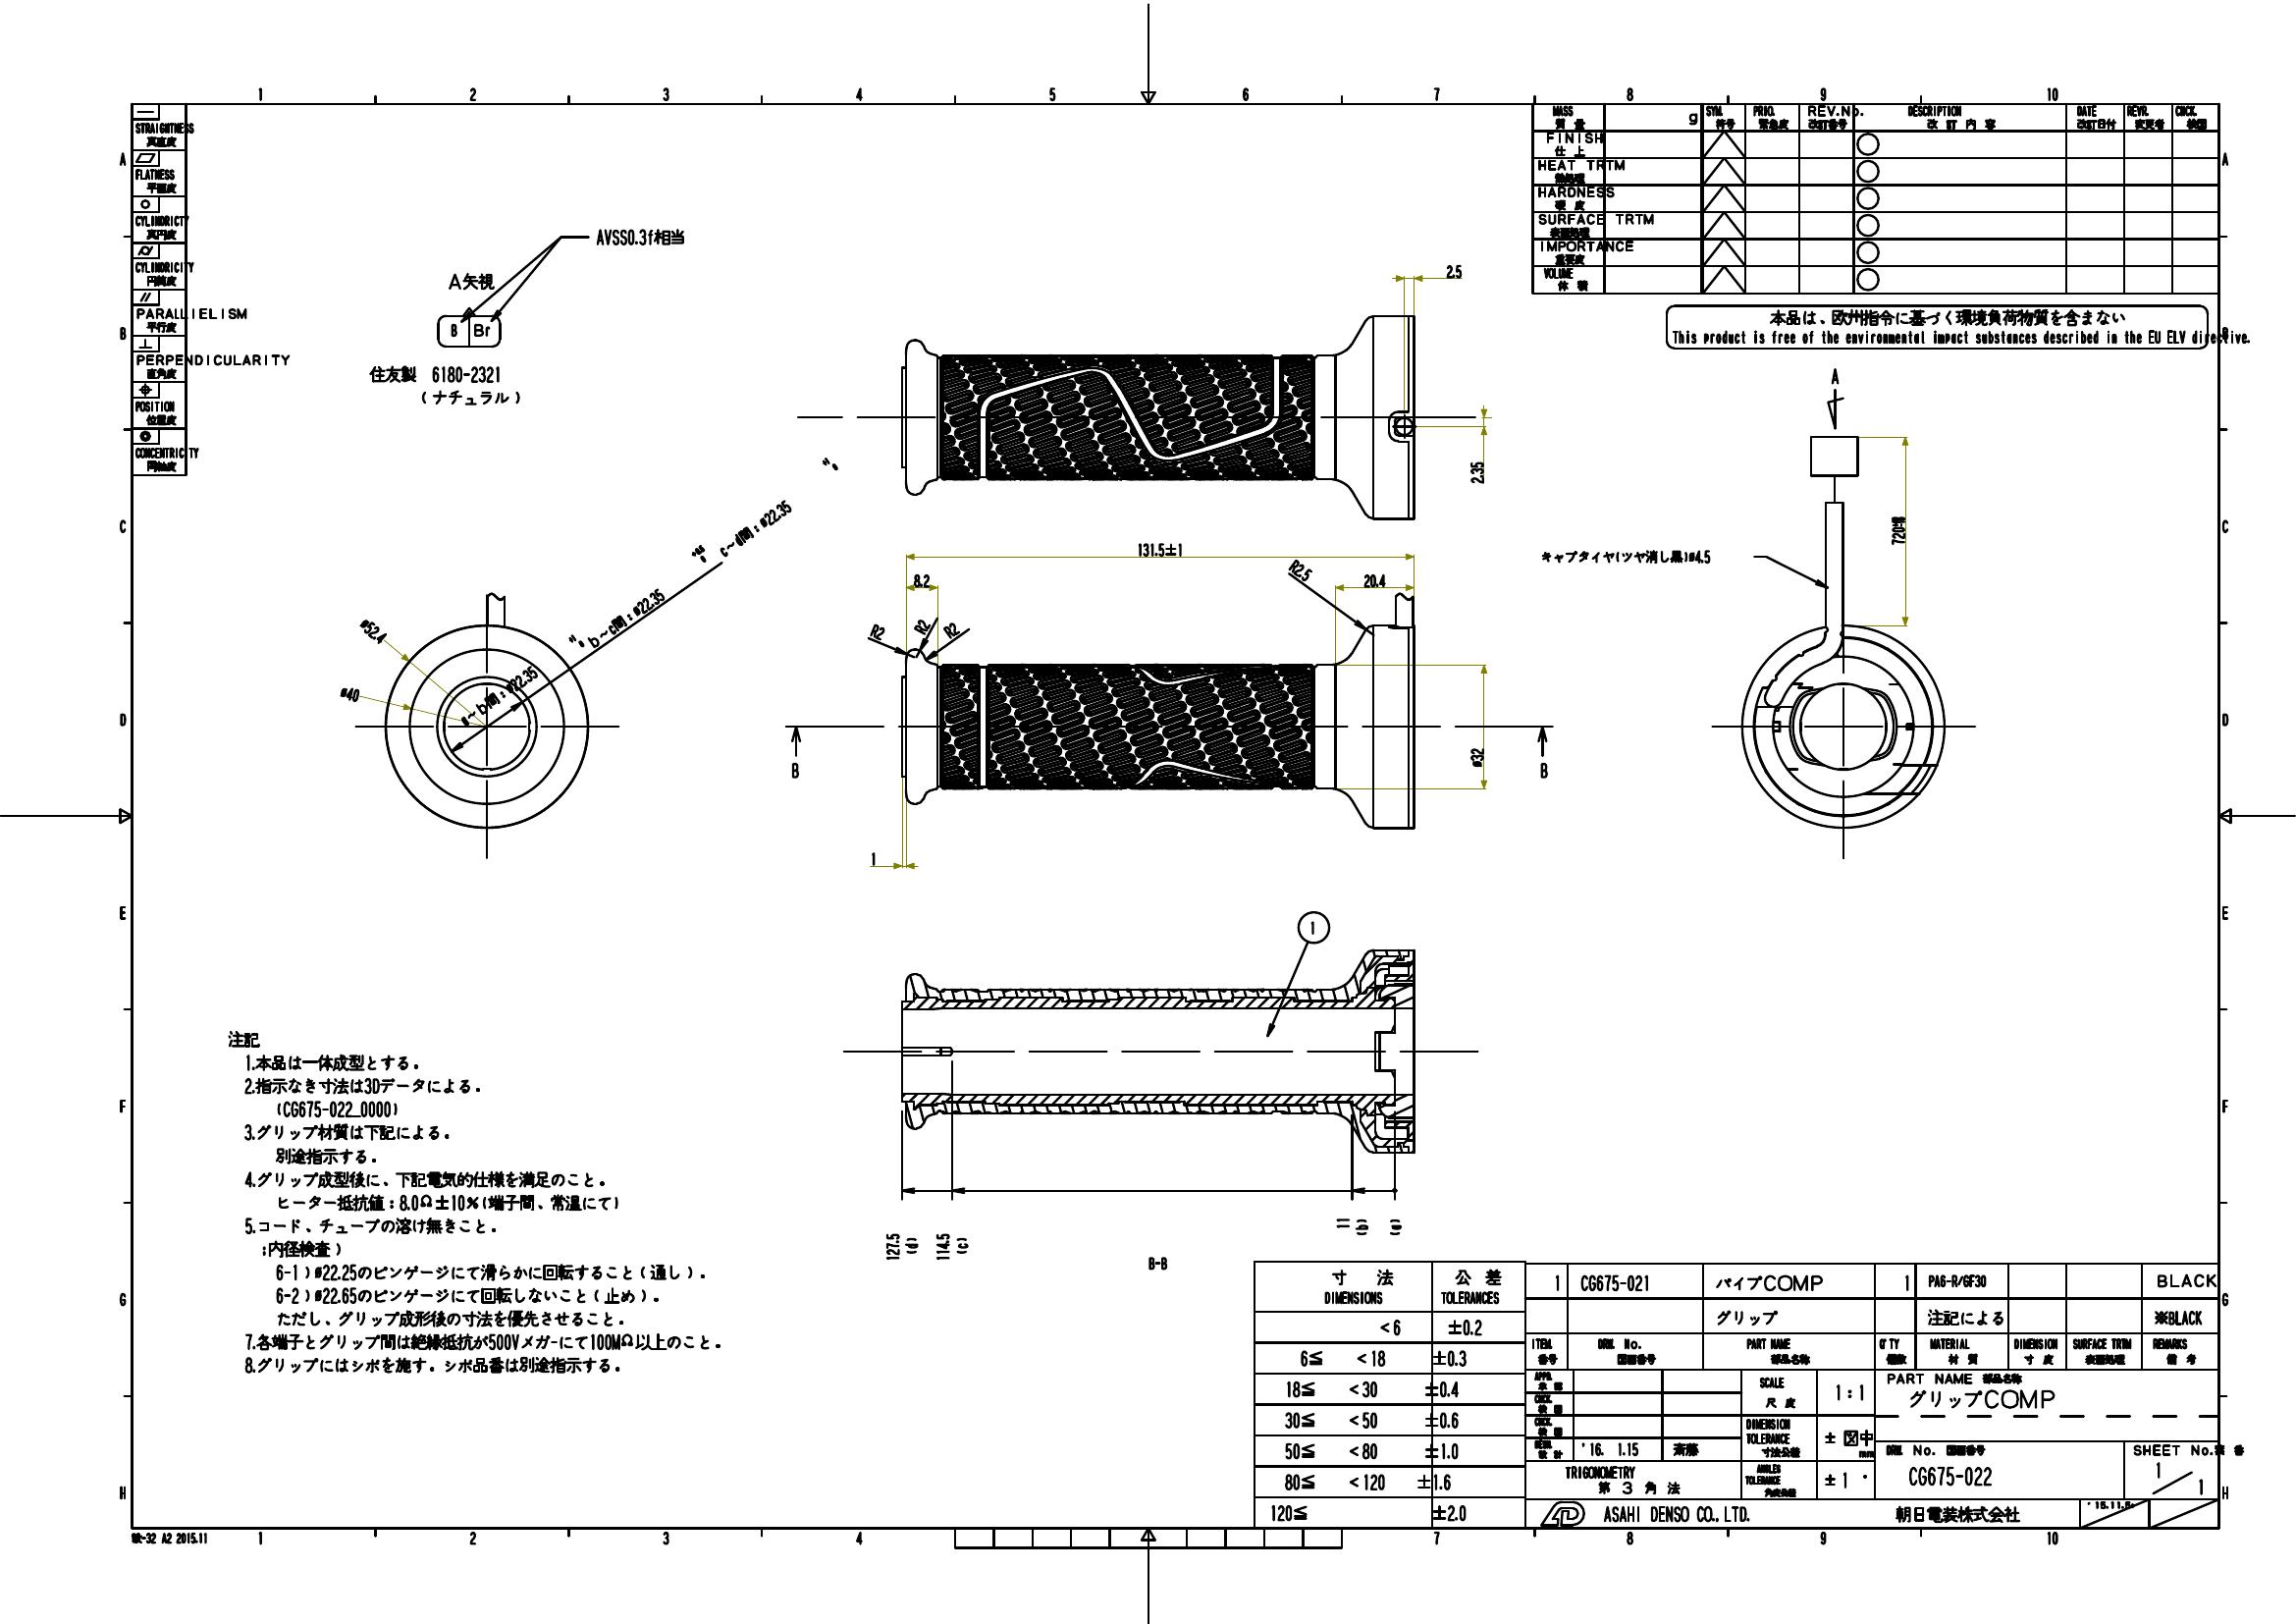 1 2 3 4 5 6 7 8 9 10
A B C D E F G H
STRAIGHTNESS
真直度
FLATNESS
平面度
CYLINDRICTY
真円度
CYLINDRICITY
円筒度
PARALLIELISM
平行度
PERPENDICULARITY
直角度
POSITION
位置度
CONCENTRICITY
同軸度
MASS
質量 g
FINISH
仕上
HEAT TRTM
熱処理
HARDNESS
硬度
SURFACE TRTM
表面処理
IMPORTANCE
重要度
VOLUME
体積
SYM. PRIO. REV.No. DESCRIPTION DATE REVR. CHCK.
符号 緊急度 改訂番号 改訂内容 改訂日付 変更者 検図
本品は、欧州指令に基づく環境負荷物質を含まない
This product is free of the environmental impact substances described in the EU ELV directive.
AVSS0.3f相当
A矢視
B Br
住友製 6180-2321
(ナチュラル)
2.5
2.35
A
720
キャブタイヤ(ツヤ消し黒)ø4.5
c~d間:ø22.35
b~c間:ø22.35
a~b間:ø22.35
ø52.4
ø40
131.5±1
8.2
R2.5
20.4
R2
R2
R2
ø32
B B
1
1
127.5
(d)
114.5
(c)
11
(b)
(a)
B-B
注記
1.本品は一体成型とする。
2.指示なき寸法は3Dデータによる。
(CG675-022_0000)
3.グリップ材質は下記による。
別途指示する。
4.グリップ成型後に、下記電気的仕様を満足のこと。
ヒーター抵抗値:8.0Ω±10%(端子間、常温にて)
5.コード、チューブの溶け無きこと。
:内径検査)
6-1)ø22.25のピンゲージにて滑らかに回転すること(通し)。
6-2)ø22.65のピンゲージにて回転しないこと(止め)。
ただし、グリップ成形後の寸法を優先させること。
7.各端子とグリップ間は絶縁抵抗が500Vメガ-にて100MΩ以上のこと。
8.グリップにはシボを施す。シボ品番は別途指示する。
寸法 公差
DIMENSIONS TOLERANCES
<6 ±0.2
6≦ <18 ±0.3
18≦ <30 ±0.4
30≦ <50 ±0.6
50≦ <80 ±1.0
80≦ <120 ±1.6
120≦ ±2.0
1 CG675-021 パイプCOMP 1 PA6-R/GF30 BLACK
グリップ 注記による ※BLACK
ITEM. DRW. No. PART NAME Q'TY MATERIAL DIMENSION SURFACE TRTM REMARKS
番号 図面番号 部品名称 個数 材質 寸度 表面処理 備考
APPD.
承認
CHCK.
検図
CHCK.
検図
設計 '16. 1.15 斎藤
SCALE
尺度 1:1
DIMENSION
TOLERANCE
寸法公差 ± 図中
mm
ANGLES
TOLERANCE
角度公差 ±1°
TRIGONOMETRY
第3角法
PART NAME 部品名称
グリップCOMP
DRW. No. 図面番号
CG675-022
SHEET No.
1/1
ASAHI DENSO CO., LTD.
朝日電装株式会社
'15.11.
A2 2015.11
1 2 3 4 7 8 9 10